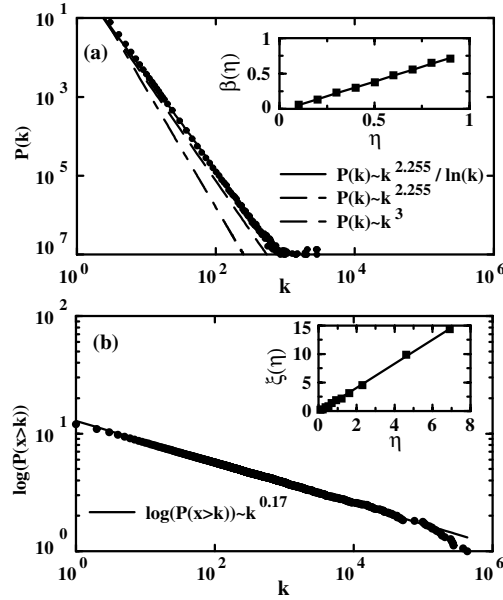 (a)
P(k)
10^1
10^3
10^5
10^7
10^0 10^2 10^4 10^6
k
β(η)
1
0.5
0
0 0.5 1
η
P(k)~k^2.255 / ln(k)
P(k)~k^2.255
P(k)~k^3
(b)
log(P(x>k))
10^2
10^1
10^0
10^0 10^2 10^4 10^6
k
ξ(η)
15
10
5
0
0 2 4 6 8
η
log(P(x>k))~k^0.17